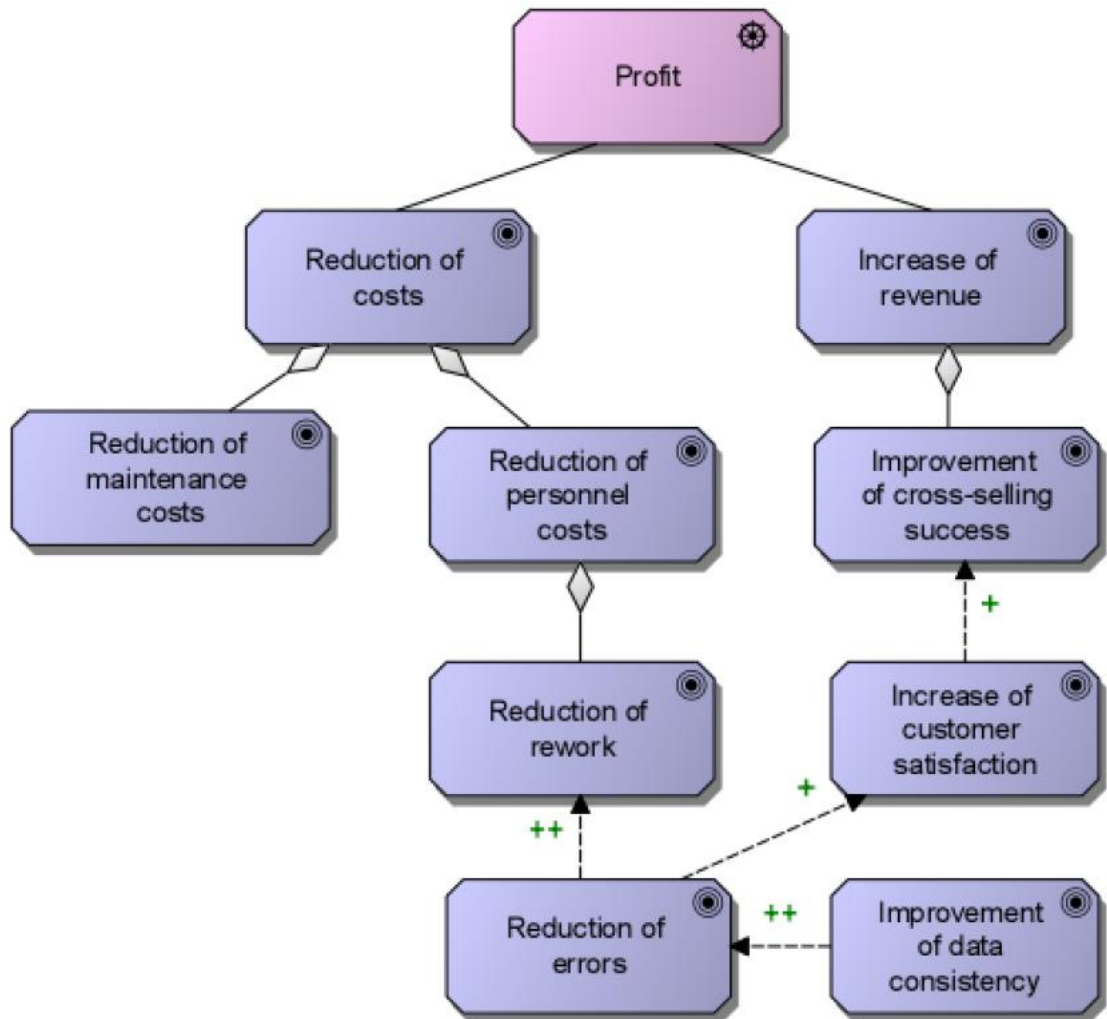 Profit
Reduction of
costs
Increase of
revenue
Reduction of
maintenance
costs
Reduction of
personnel
costs
Improvement
of cross-selling
success
+
Reduction of
rework
Increase of
customer
satisfaction
+
++
Reduction of
errors
++
Improvement
of data
consistency